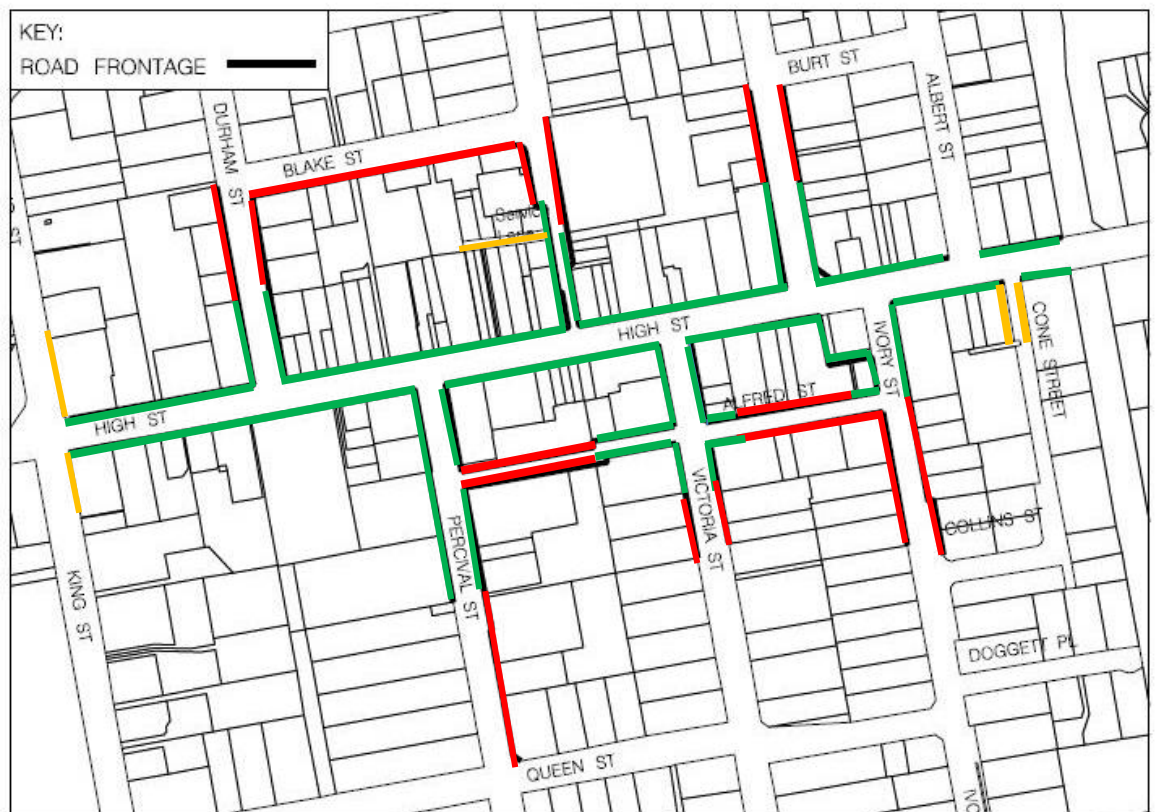 KEY:
ROAD FRONTAGE
BURT ST
ALBERT ST
DURHAM ST
BLAKE ST
HIGH ST
IVORY ST
CONE STREET
ALFRED ST
HIGH ST
VICTORIA ST
COLLINS ST
PERCIVAL ST
KING ST
DOGGETT PL
QUEEN ST